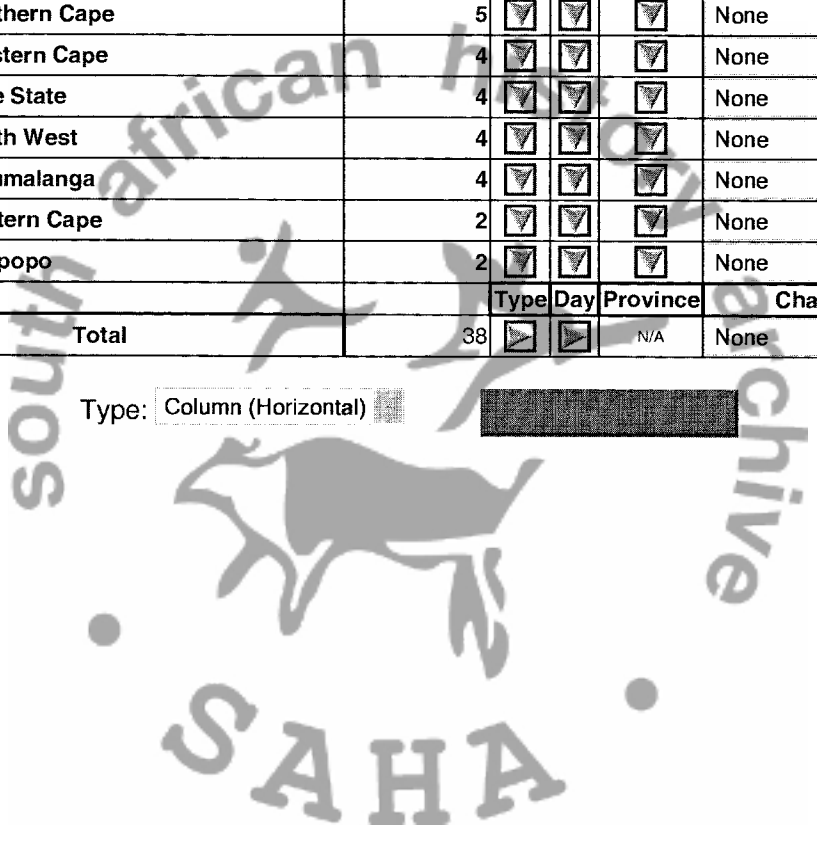 thern Cape 5 None
stern Cape 4 None
e State 4 None
th West 4 None
umalanga 4 None
tern Cape 2 None
popo 2 None
Type Day Province Cha
Total 38 N/A None
Type: Column (Horizontal)
south african history archive
SAHA